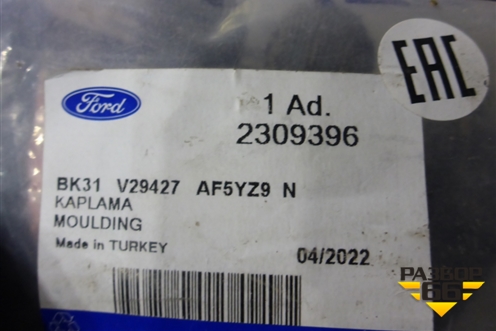 Ford
1 Ad.
2309396
EAC
BK31 V29427 AF5YZ9 N
KAPLAMA
MOULDING
Made in TURKEY
04/2022
РАЗБОР
66